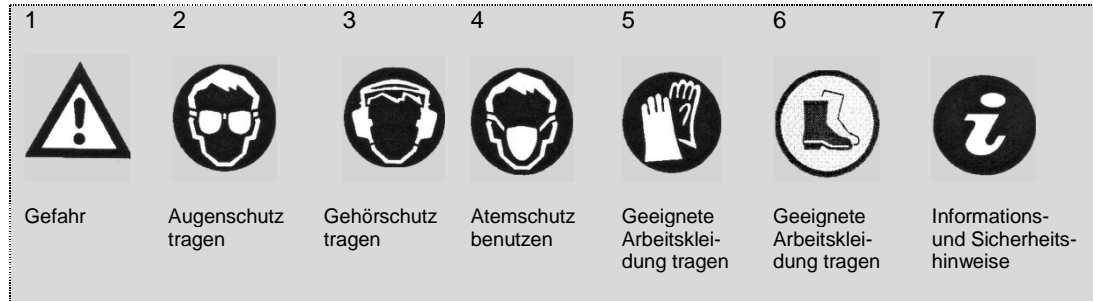 1 2 3 4 5 6 7
Gefahr
Augenschutz
tragen
Gehörschutz
tragen
Atemschutz
benutzen
Geeignete
Arbeitsklei-
dung tragen
Geeignete
Arbeitsklei-
dung tragen
Informations-
und Sicherheits-
hinweise